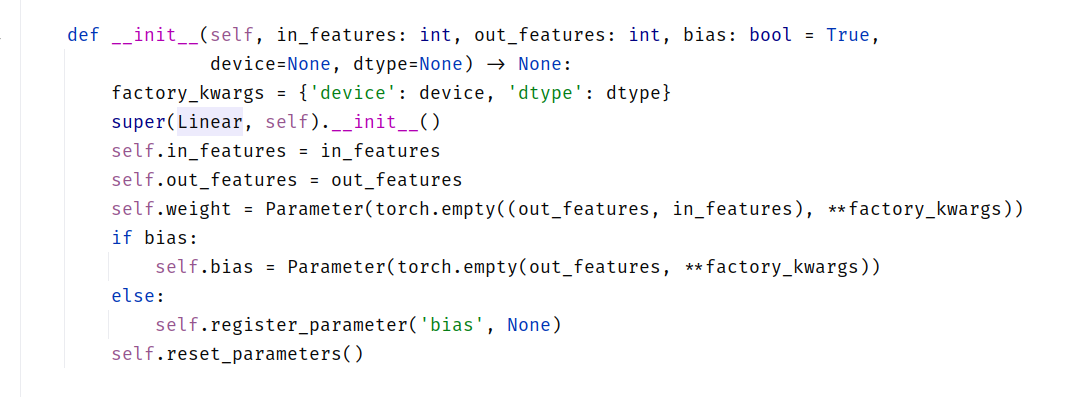 def __init__(self, in_features: int, out_features: int, bias: bool = True,
             device=None, dtype=None) -> None:
    factory_kwargs = {'device': device, 'dtype': dtype}
    super(Linear, self).__init__()
    self.in_features = in_features
    self.out_features = out_features
    self.weight = Parameter(torch.empty((out_features, in_features), **factory_kwargs))
    if bias:
        self.bias = Parameter(torch.empty(out_features, **factory_kwargs))
    else:
        self.register_parameter('bias', None)
    self.reset_parameters()